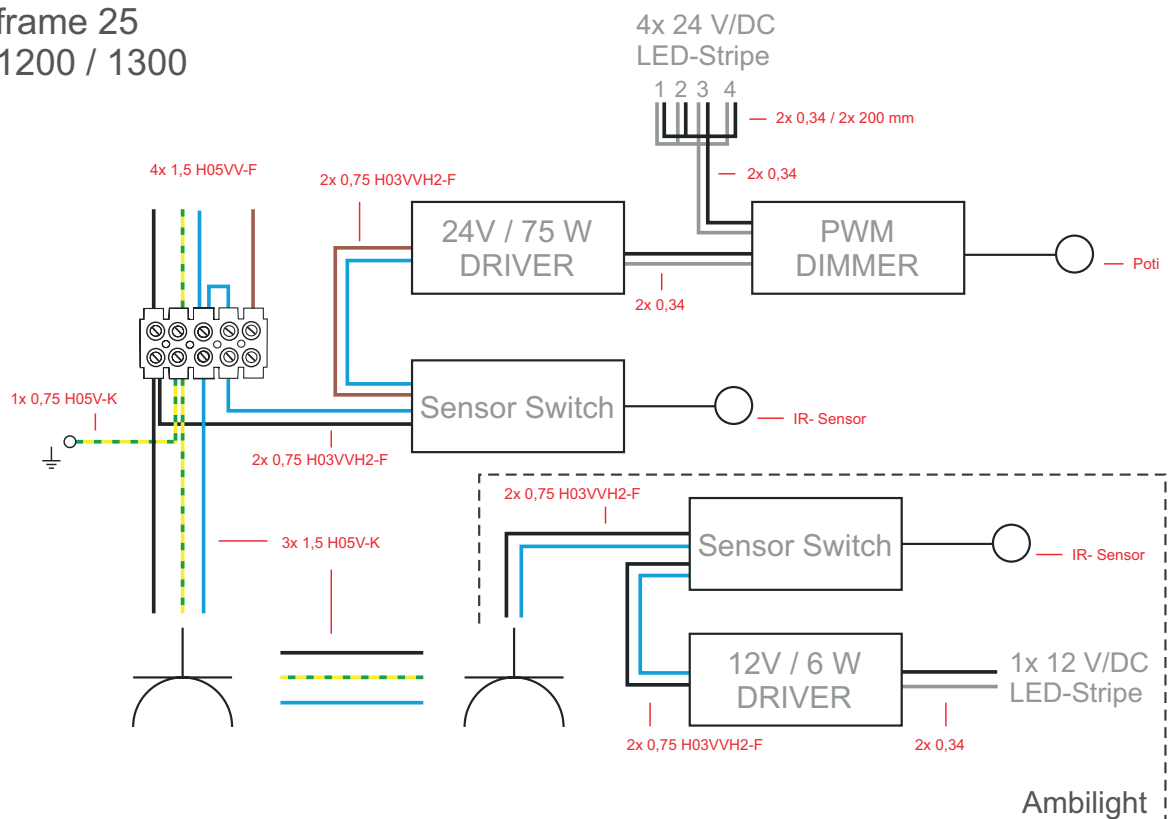 frame 25
1200 / 1300
4x 24 V/DC
LED-Stripe
1 2 3 4
2x 0,34 / 2x 200 mm
4x 1,5 H05VV-F
2x 0,75 H03VVH2-F
2x 0,34
24V / 75 W
DRIVER
PWM
DIMMER
Poti
2x 0,34
1x 0,75 H05V-K
Sensor Switch
IR- Sensor
2x 0,75 H03VVH2-F
2x 0,75 H03VVH2-F
3x 1,5 H05V-K
Sensor Switch
IR- Sensor
12V / 6 W
DRIVER
1x 12 V/DC
LED-Stripe
2x 0,75 H03VVH2-F
2x 0,34
Ambilight